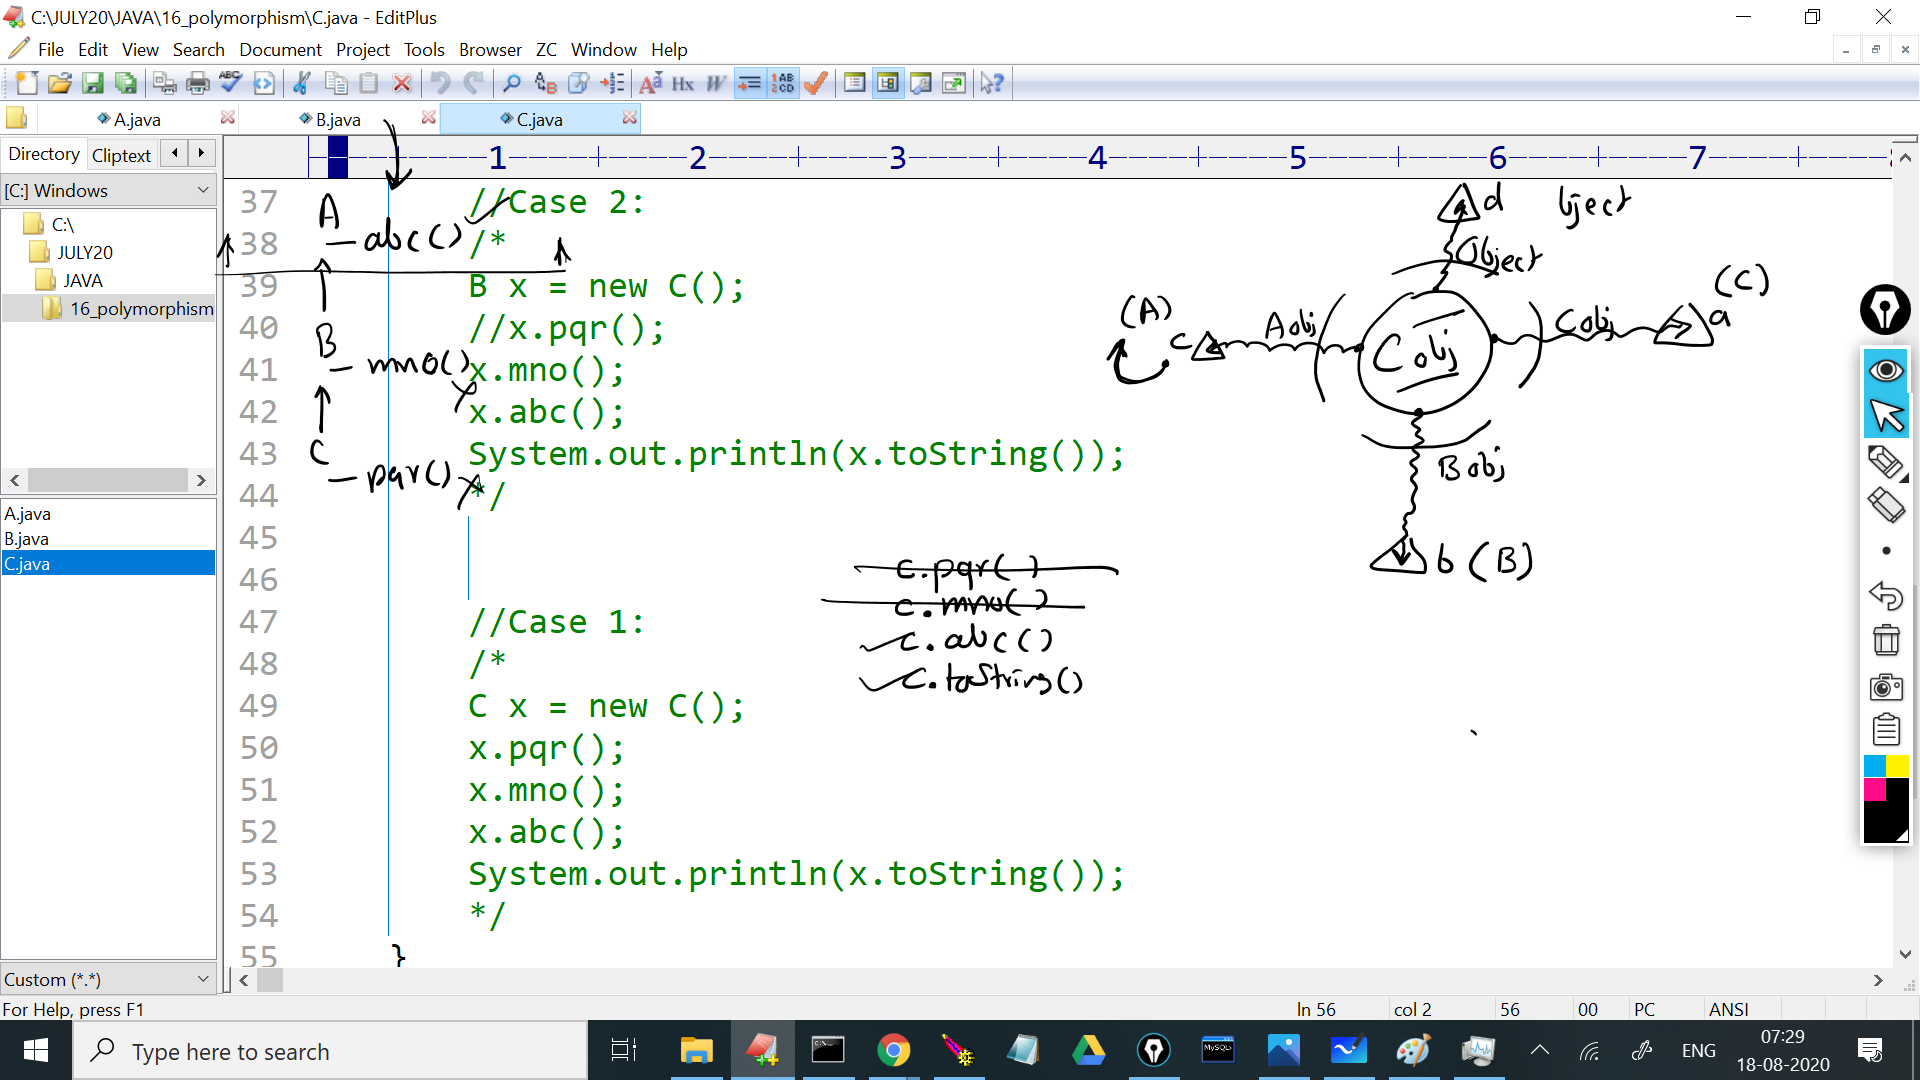 C:\JULY20\JAVA\16_polymorphism\C.java - EditPlus
File Edit View Search Document Project Tools Browser ZC Window Help
A.java B.java C.java
Directory Cliptext
[C:] Windows
C:\
JULY20
JAVA
16_polymorphism
A.java
B.java
C.java
Custom (*.*)
1 2 3 4 5 6 7
37 //Case 2:
38 /*
39 B x = new C();
40 //x.pqr();
41 x.mno();
42 x.abc();
43 System.out.println(x.toString());
44 */
45
46
47 //Case 1:
48 /*
49 C x = new C();
50 x.pqr();
51 x.mno();
52 x.abc();
53 System.out.println(x.toString());
54 */
55 }
A
abc()
B
mno()
C
pqr()
c.pqr()
c.mno()
c.abc()
c.toString()
d
bject
Object
(A)
c
A obj
C obj
C obj
(C)
a
B obj
b (B)
For Help, press F1
ln 56 col 2 56 00 PC ANSI
Type here to search
MySQL
ENG
07:29
18-08-2020